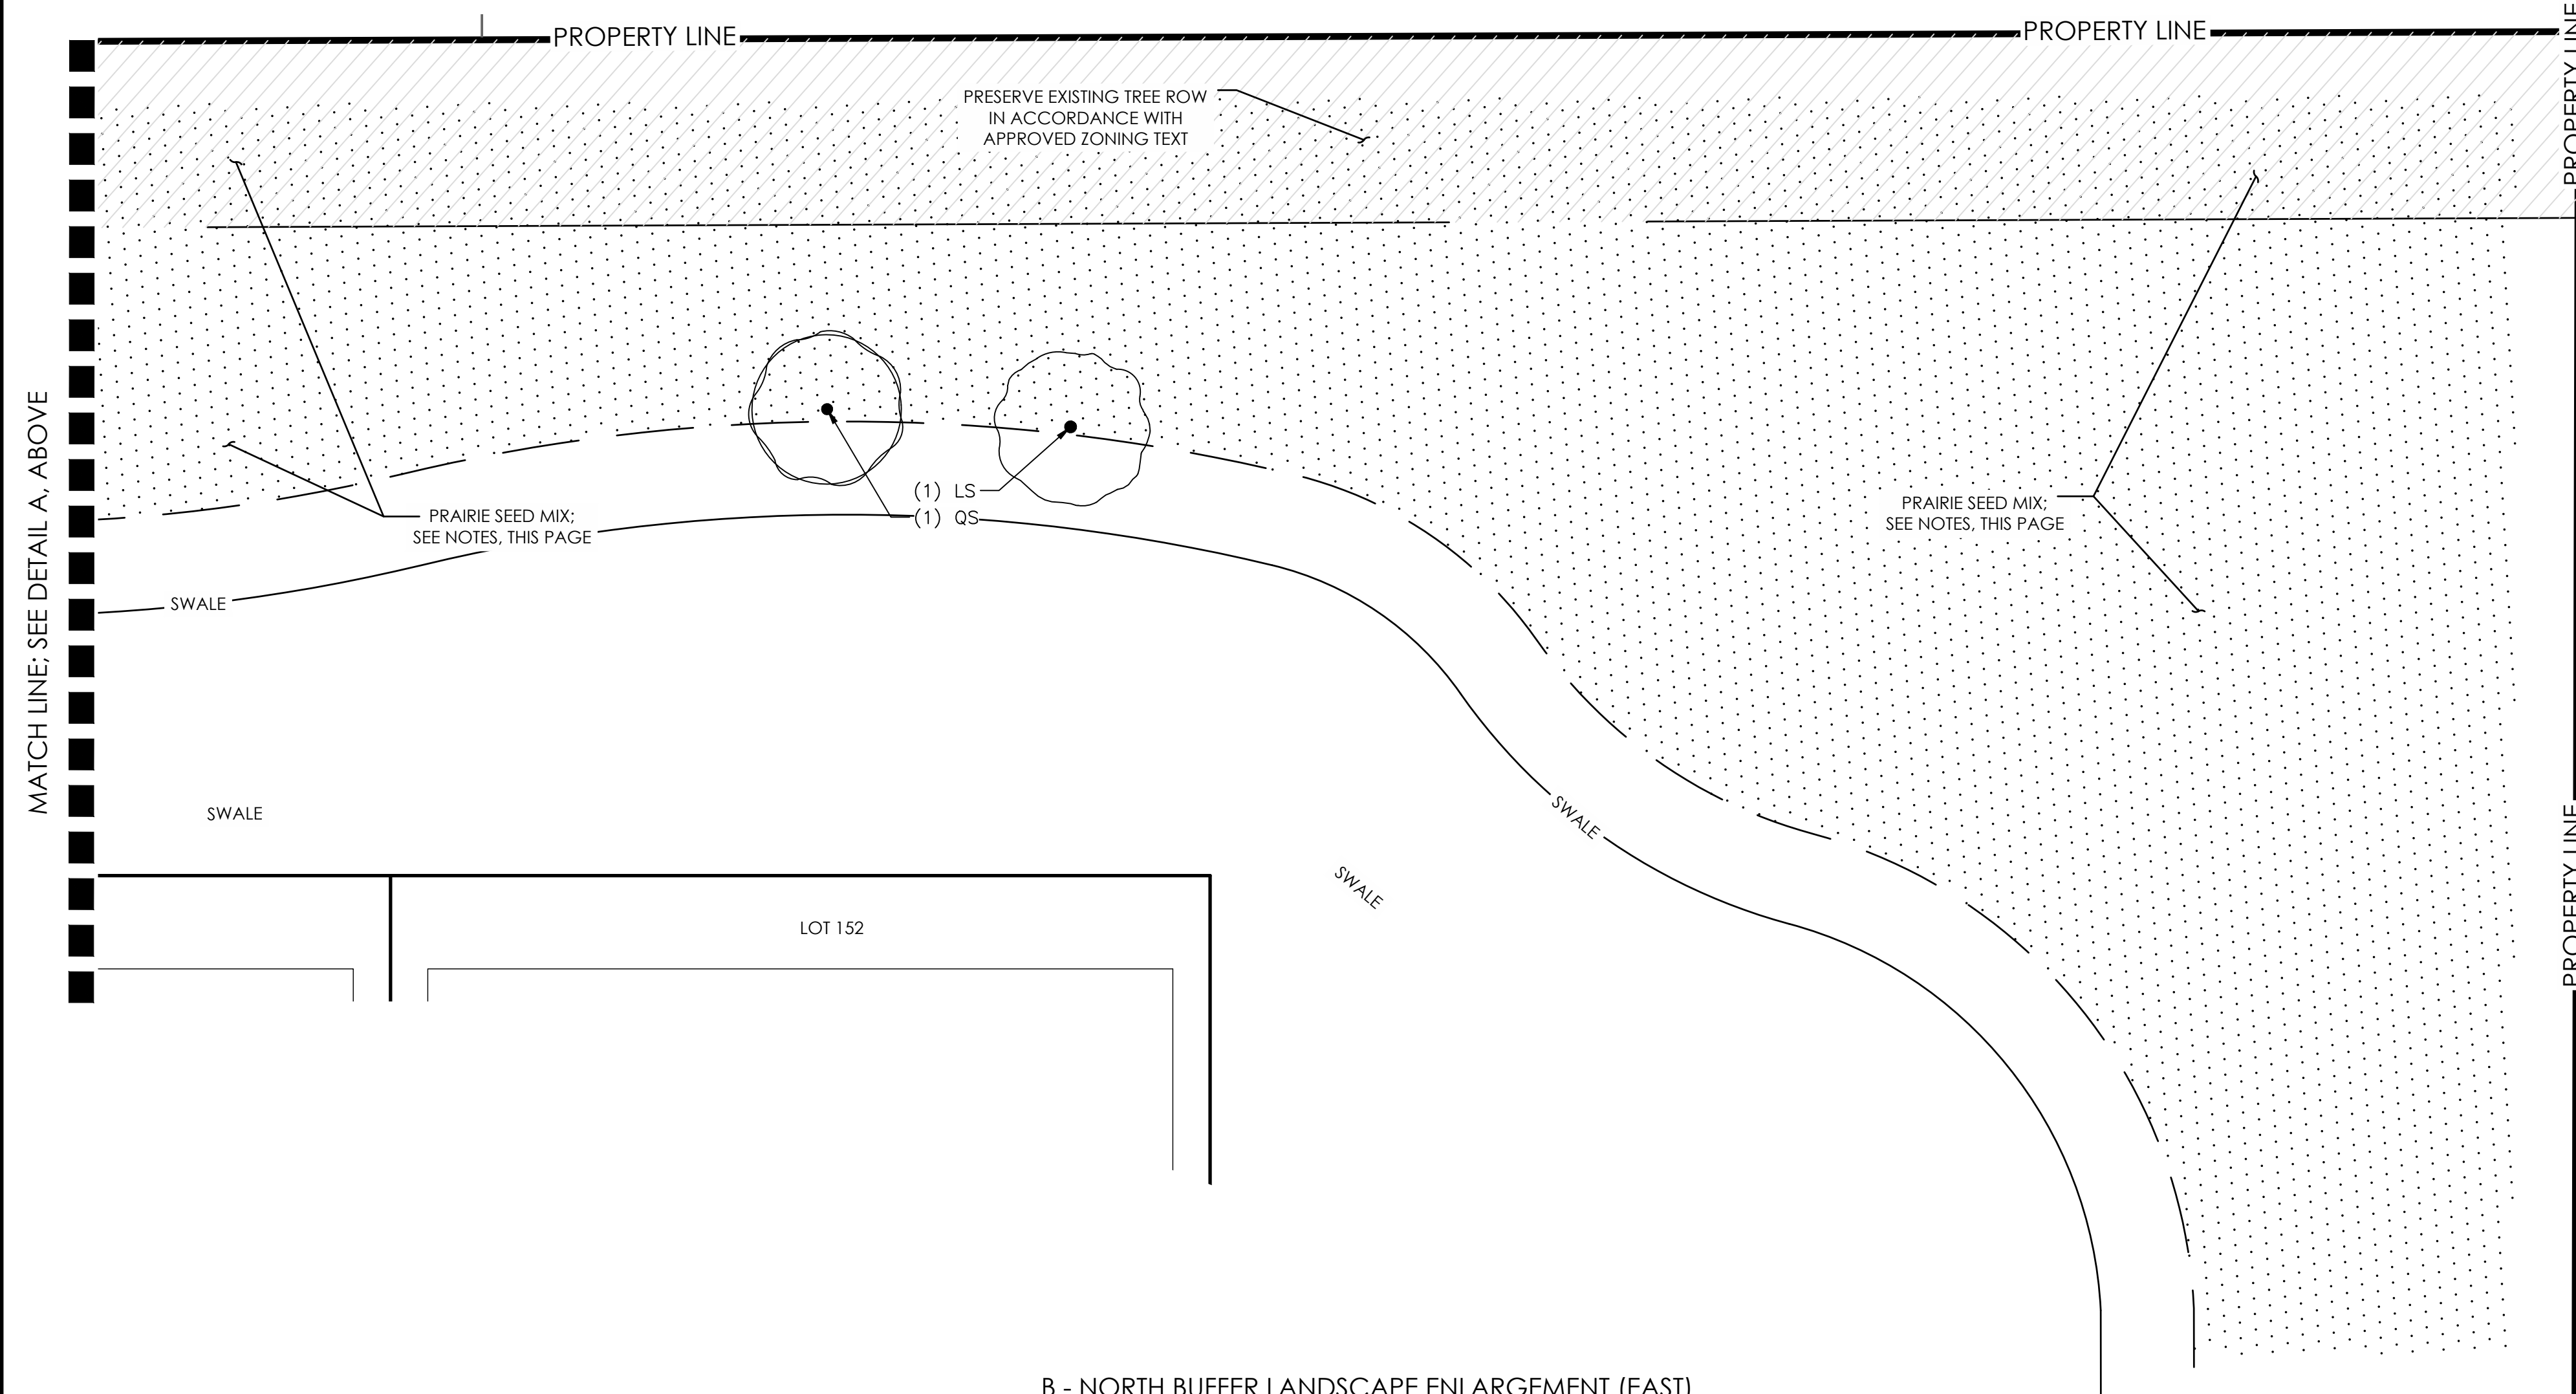 PROPERTY LINE
PROPERTY LINE
PROPERTY LINE
PRESERVE EXISTING TREE ROW
IN ACCORDANCE WITH
APPROVED ZONING TEXT
MATCH LINE; SEE DETAIL A, ABOVE
(1) LS
(1) QS
PRAIRIE SEED MIX;
SEE NOTES, THIS PAGE
PRAIRIE SEED MIX;
SEE NOTES, THIS PAGE
SWALE
SWALE
SWALE
SWALE
PROPERTY LINE
LOT 152
B - NORTH BUFFER LANDSCAPE ENLARGEMENT (EAST)